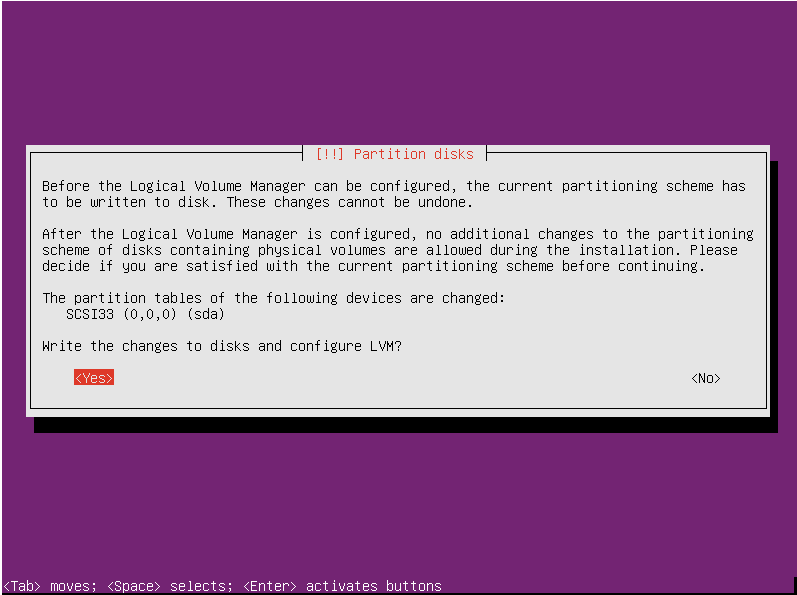 [!!] Partition disks
Before the Logical Volume Manager can be configured, the current partitioning scheme has
to be written to disk. These changes cannot be undone.
After the Logical Volume Manager is configured, no additional changes to the partitioning
scheme of disks containing physical volumes are allowed during the installation. Please
decide if you are satisfied with the current partitioning scheme before continuing.
The partition tables of the following devices are changed:
SCSI33 (0,0,0) (sda)
Write the changes to disks and configure LVM?
<Yes> <No>
<Tab> moves; <Space> selects; <Enter> activates buttons